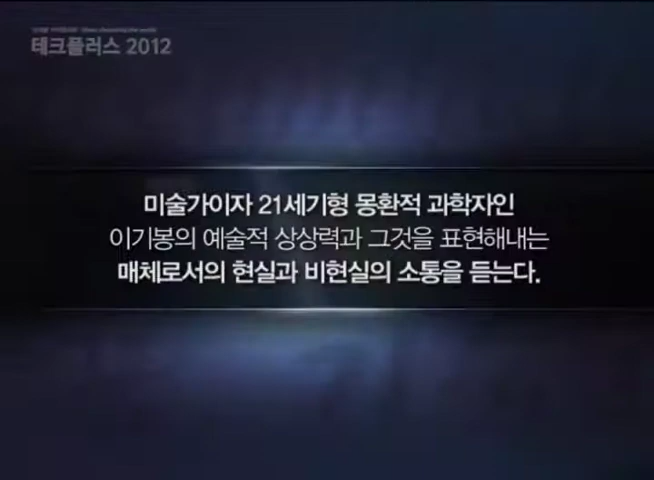 테크플러스 2012
미술가이자 21세기형 몽환적 과학자인
이기봉의 예술적 상상력과 그것을 표현해내는
매체로서의 현실과 비현실의 소통을 듣는다.